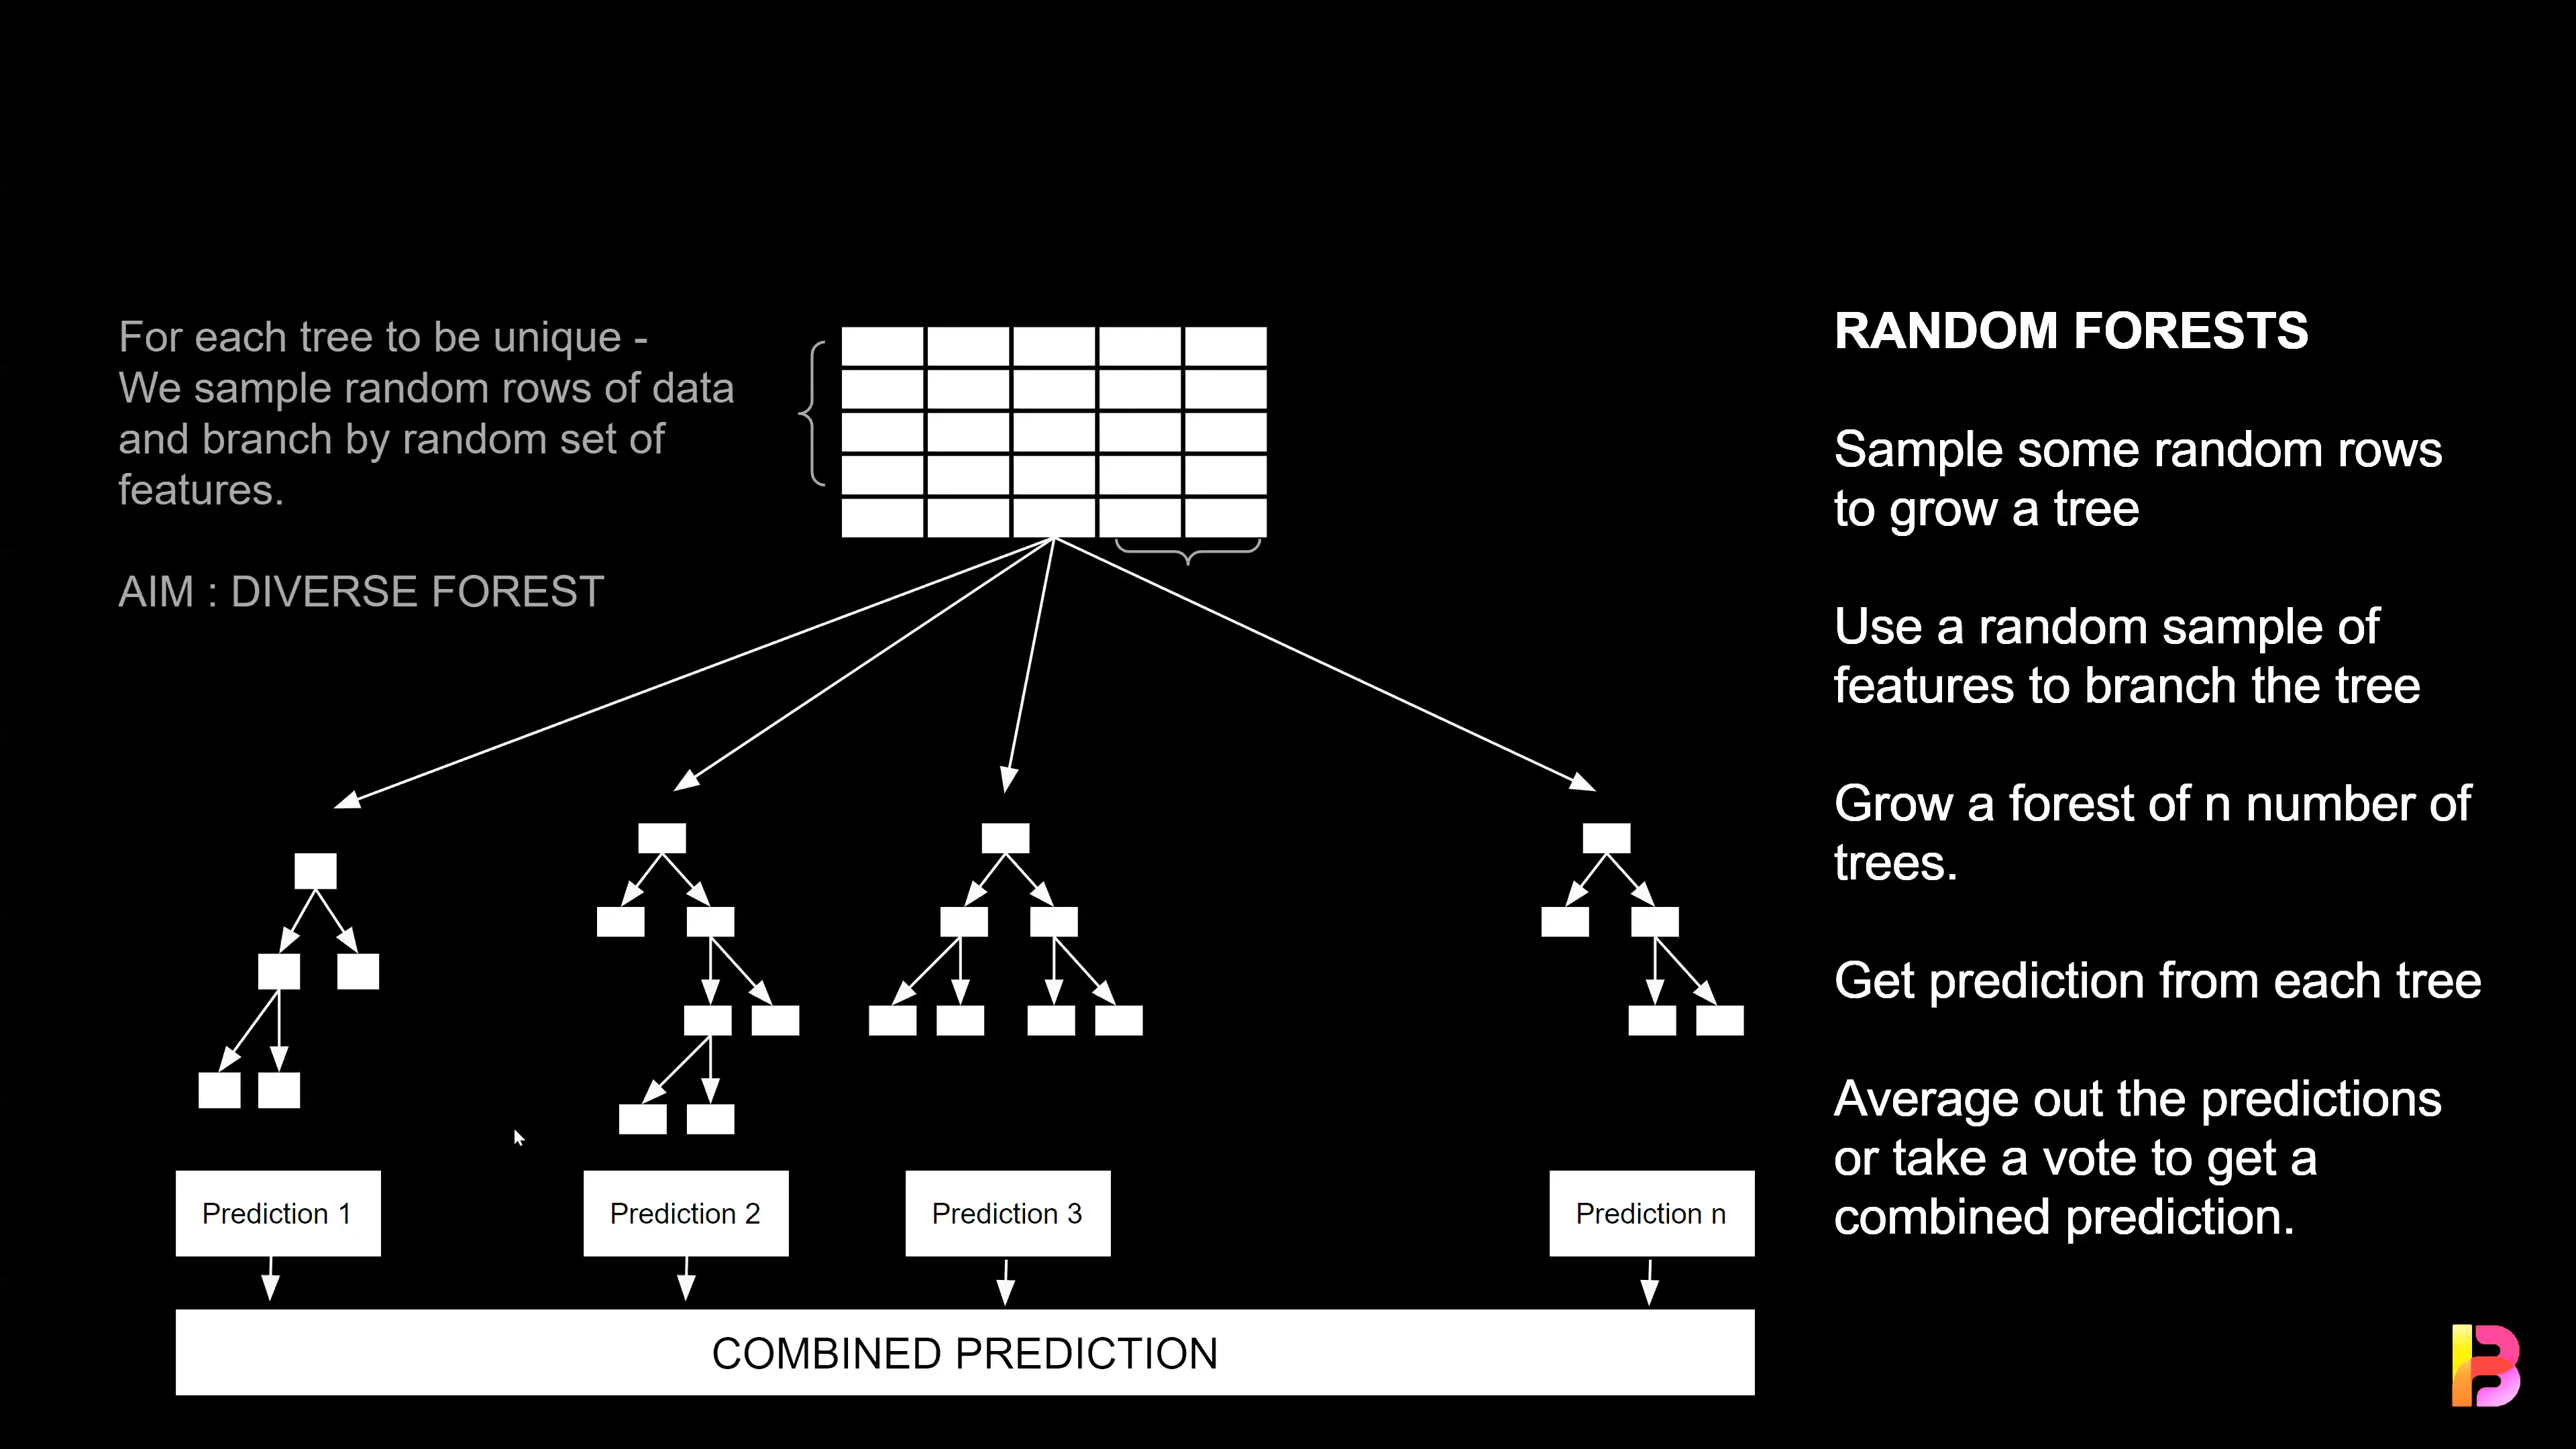 For each tree to be unique -
We sample random rows of data
and branch by random set of
features.
AIM : DIVERSE FOREST
RANDOM FORESTS
Sample some random rows
to grow a tree
Use a random sample of
features to branch the tree
Grow a forest of n number of
trees.
Get prediction from each tree
Average out the predictions
or take a vote to get a
combined prediction.
Prediction 1
Prediction 2
Prediction 3
Prediction n
COMBINED PREDICTION